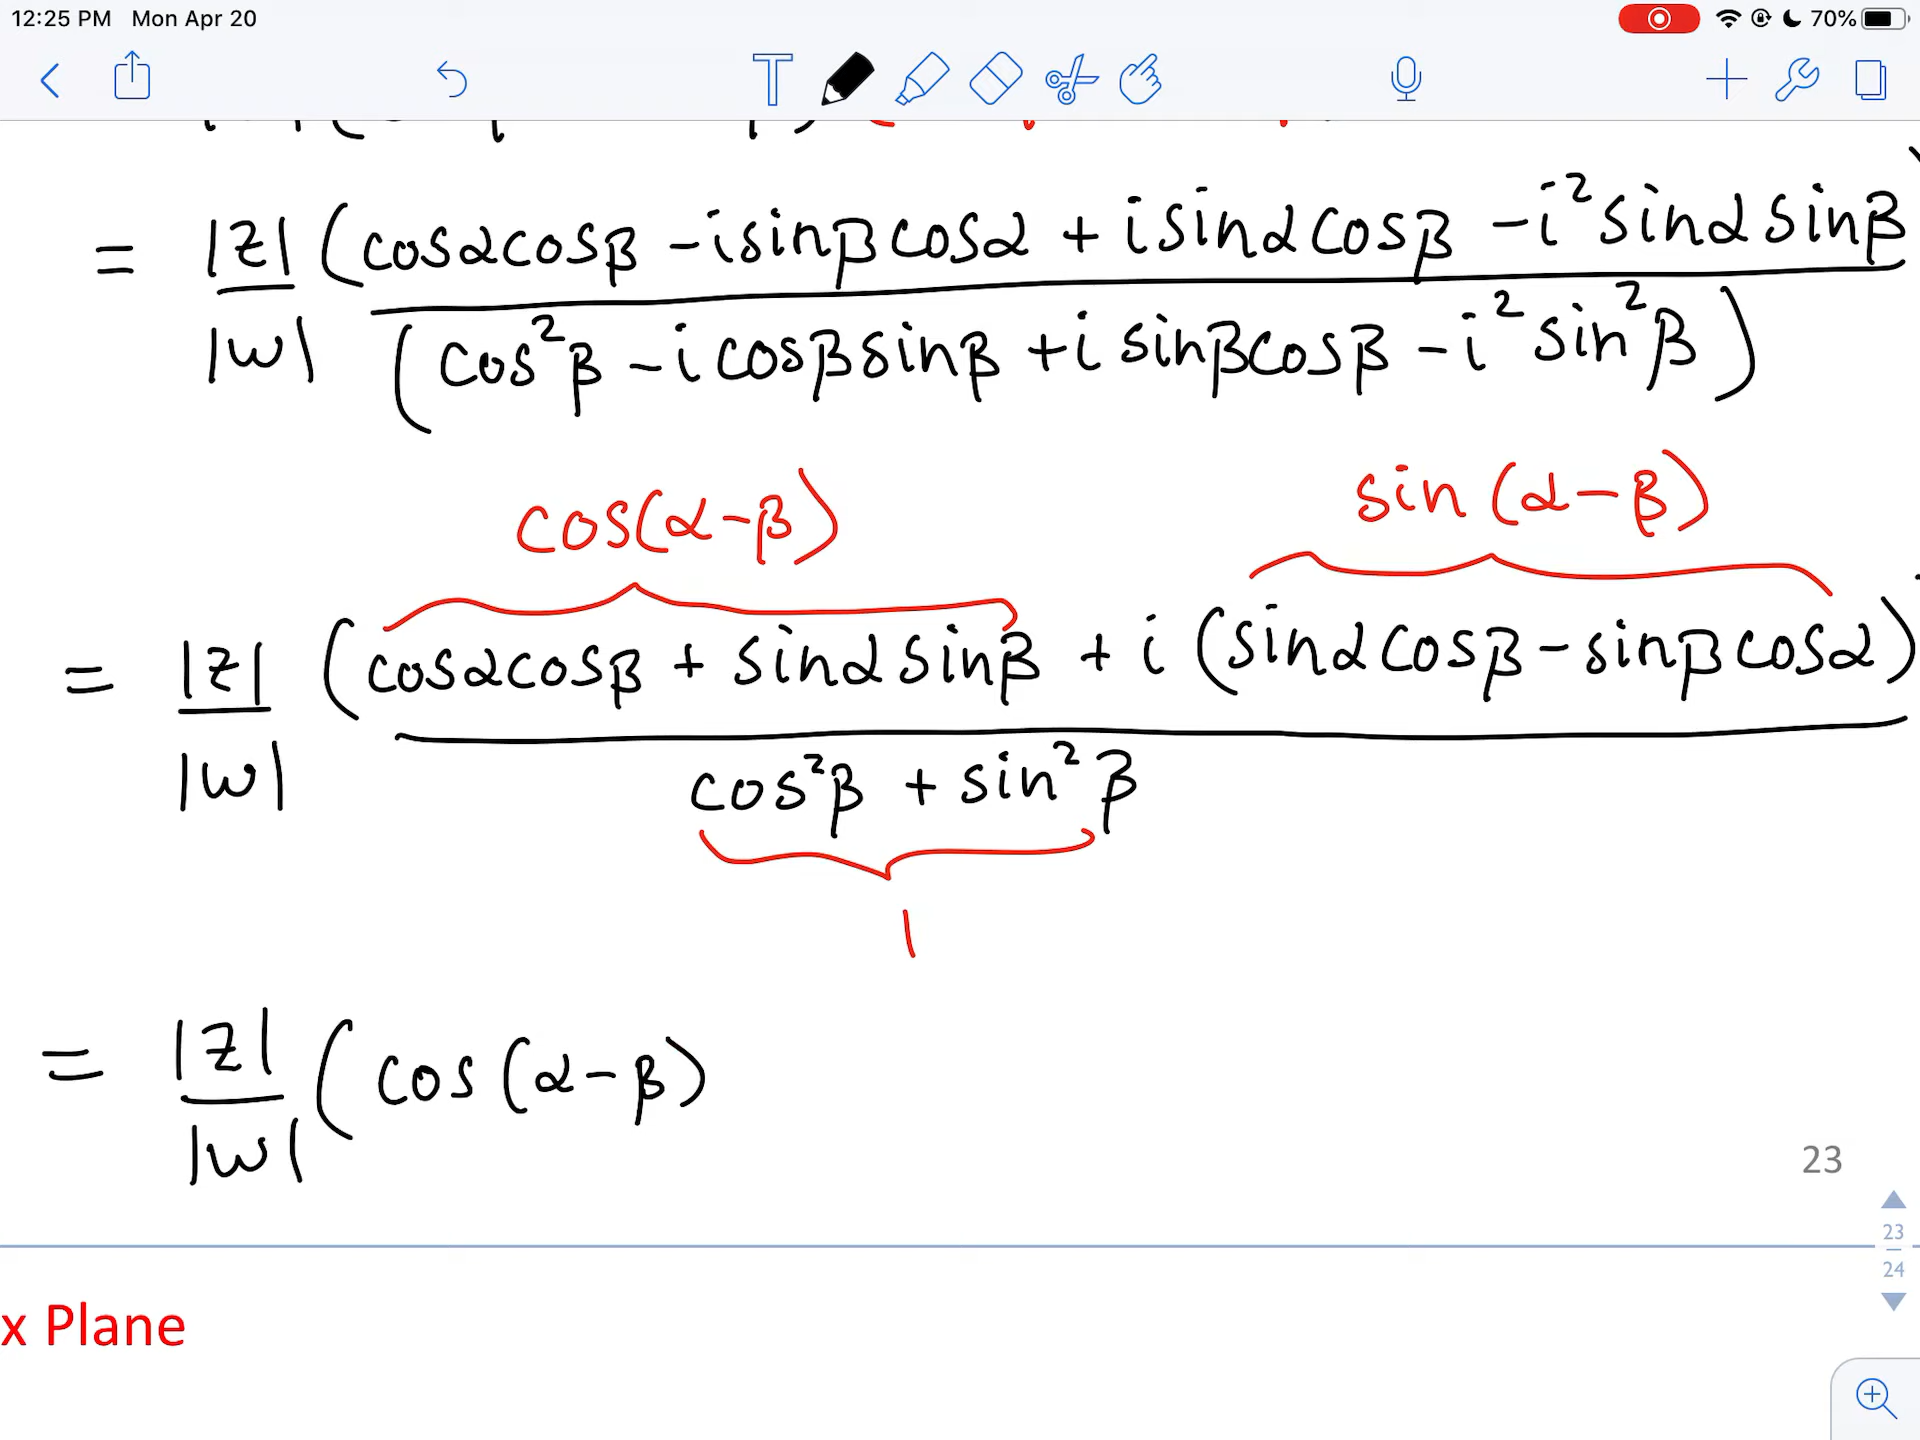 12:25 PM Mon Apr 20 70%
= |z| (cosαcosβ - isinβcosα + isinαcosβ - i²sinαsinβ
|w| (cos²β - icosβsinβ + isinβcosβ - i²sin²β)
cos(α-β) sin(α-β)
= |z| (cosαcosβ + sinαsinβ + i(sinαcosβ - sinβcosα)
|w| cos²β + sin²β
1
= |z| (cos(α-β)
|w|
23
23
24
x Plane